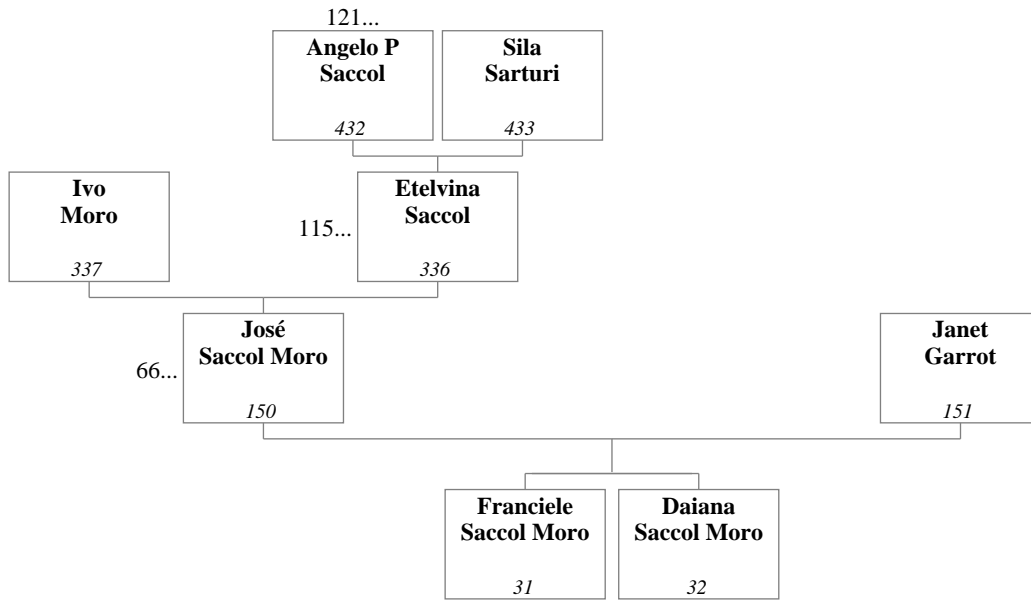 121...
Angelo P
Saccol
432
Sila
Sarturi
433
Ivo
Moro
337
115...
Etelvina
Saccol
336
66...
José
Saccol Moro
150
Janet
Garrot
151
Franciele
Saccol Moro
31
Daiana
Saccol Moro
32